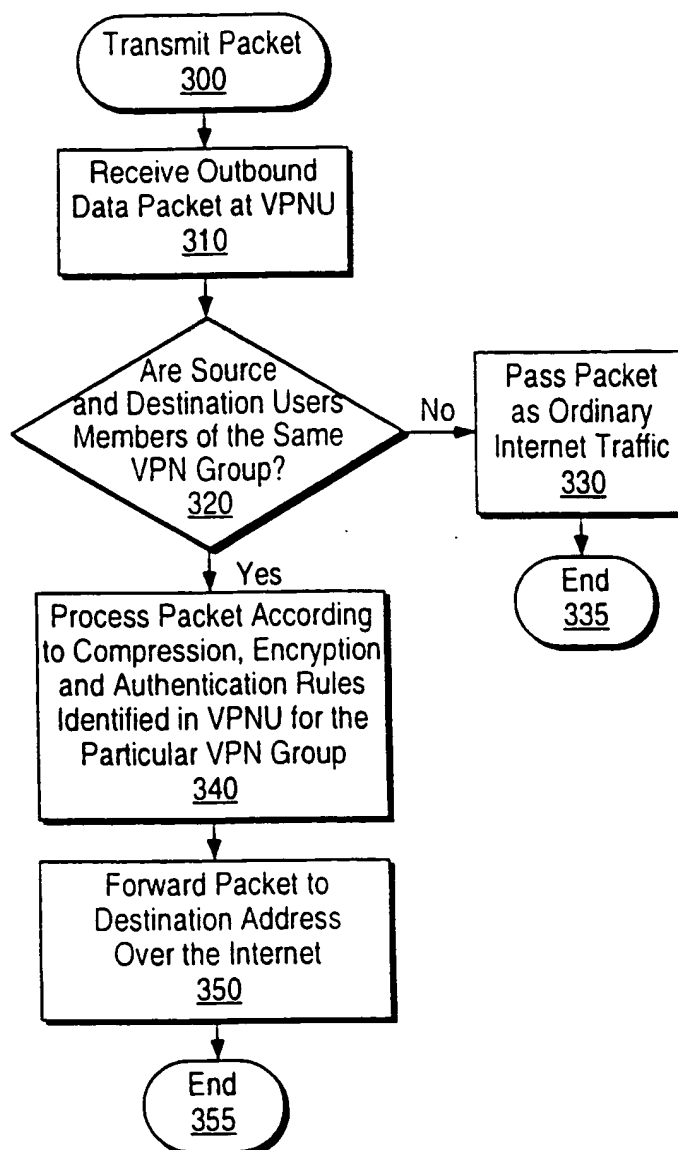 Transmit Packet
300
Receive Outbound
Data Packet at VPNU
310
Are Source
and Destination Users
Members of the Same
VPN Group?
320
No
Pass Packet
as Ordinary
Internet Traffic
330
End
335
Yes
Process Packet According
to Compression, Encryption
and Authentication Rules
Identified in VPNU for the
Particular VPN Group
340
Forward Packet to
Destination Address
Over the Internet
350
End
355